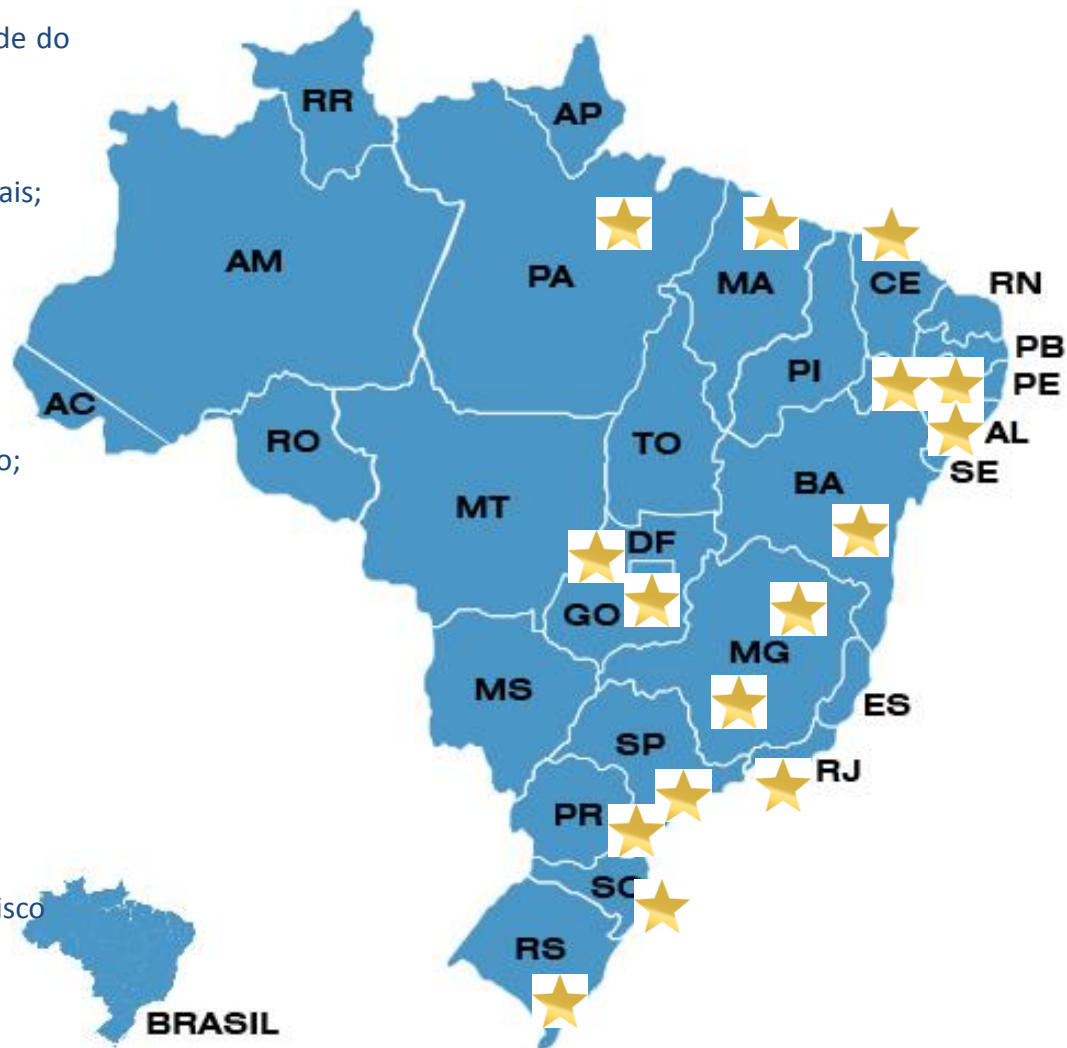 de do
RR
AP
ais;
AM
PA
MA
CE
RN
PB
PI
PE
AC
AL
RO
TO
o;
SE
BA
MT
DF
GO
MG
MS
ES
SP
RJ
PR
SC
isco
RS
BRASIL